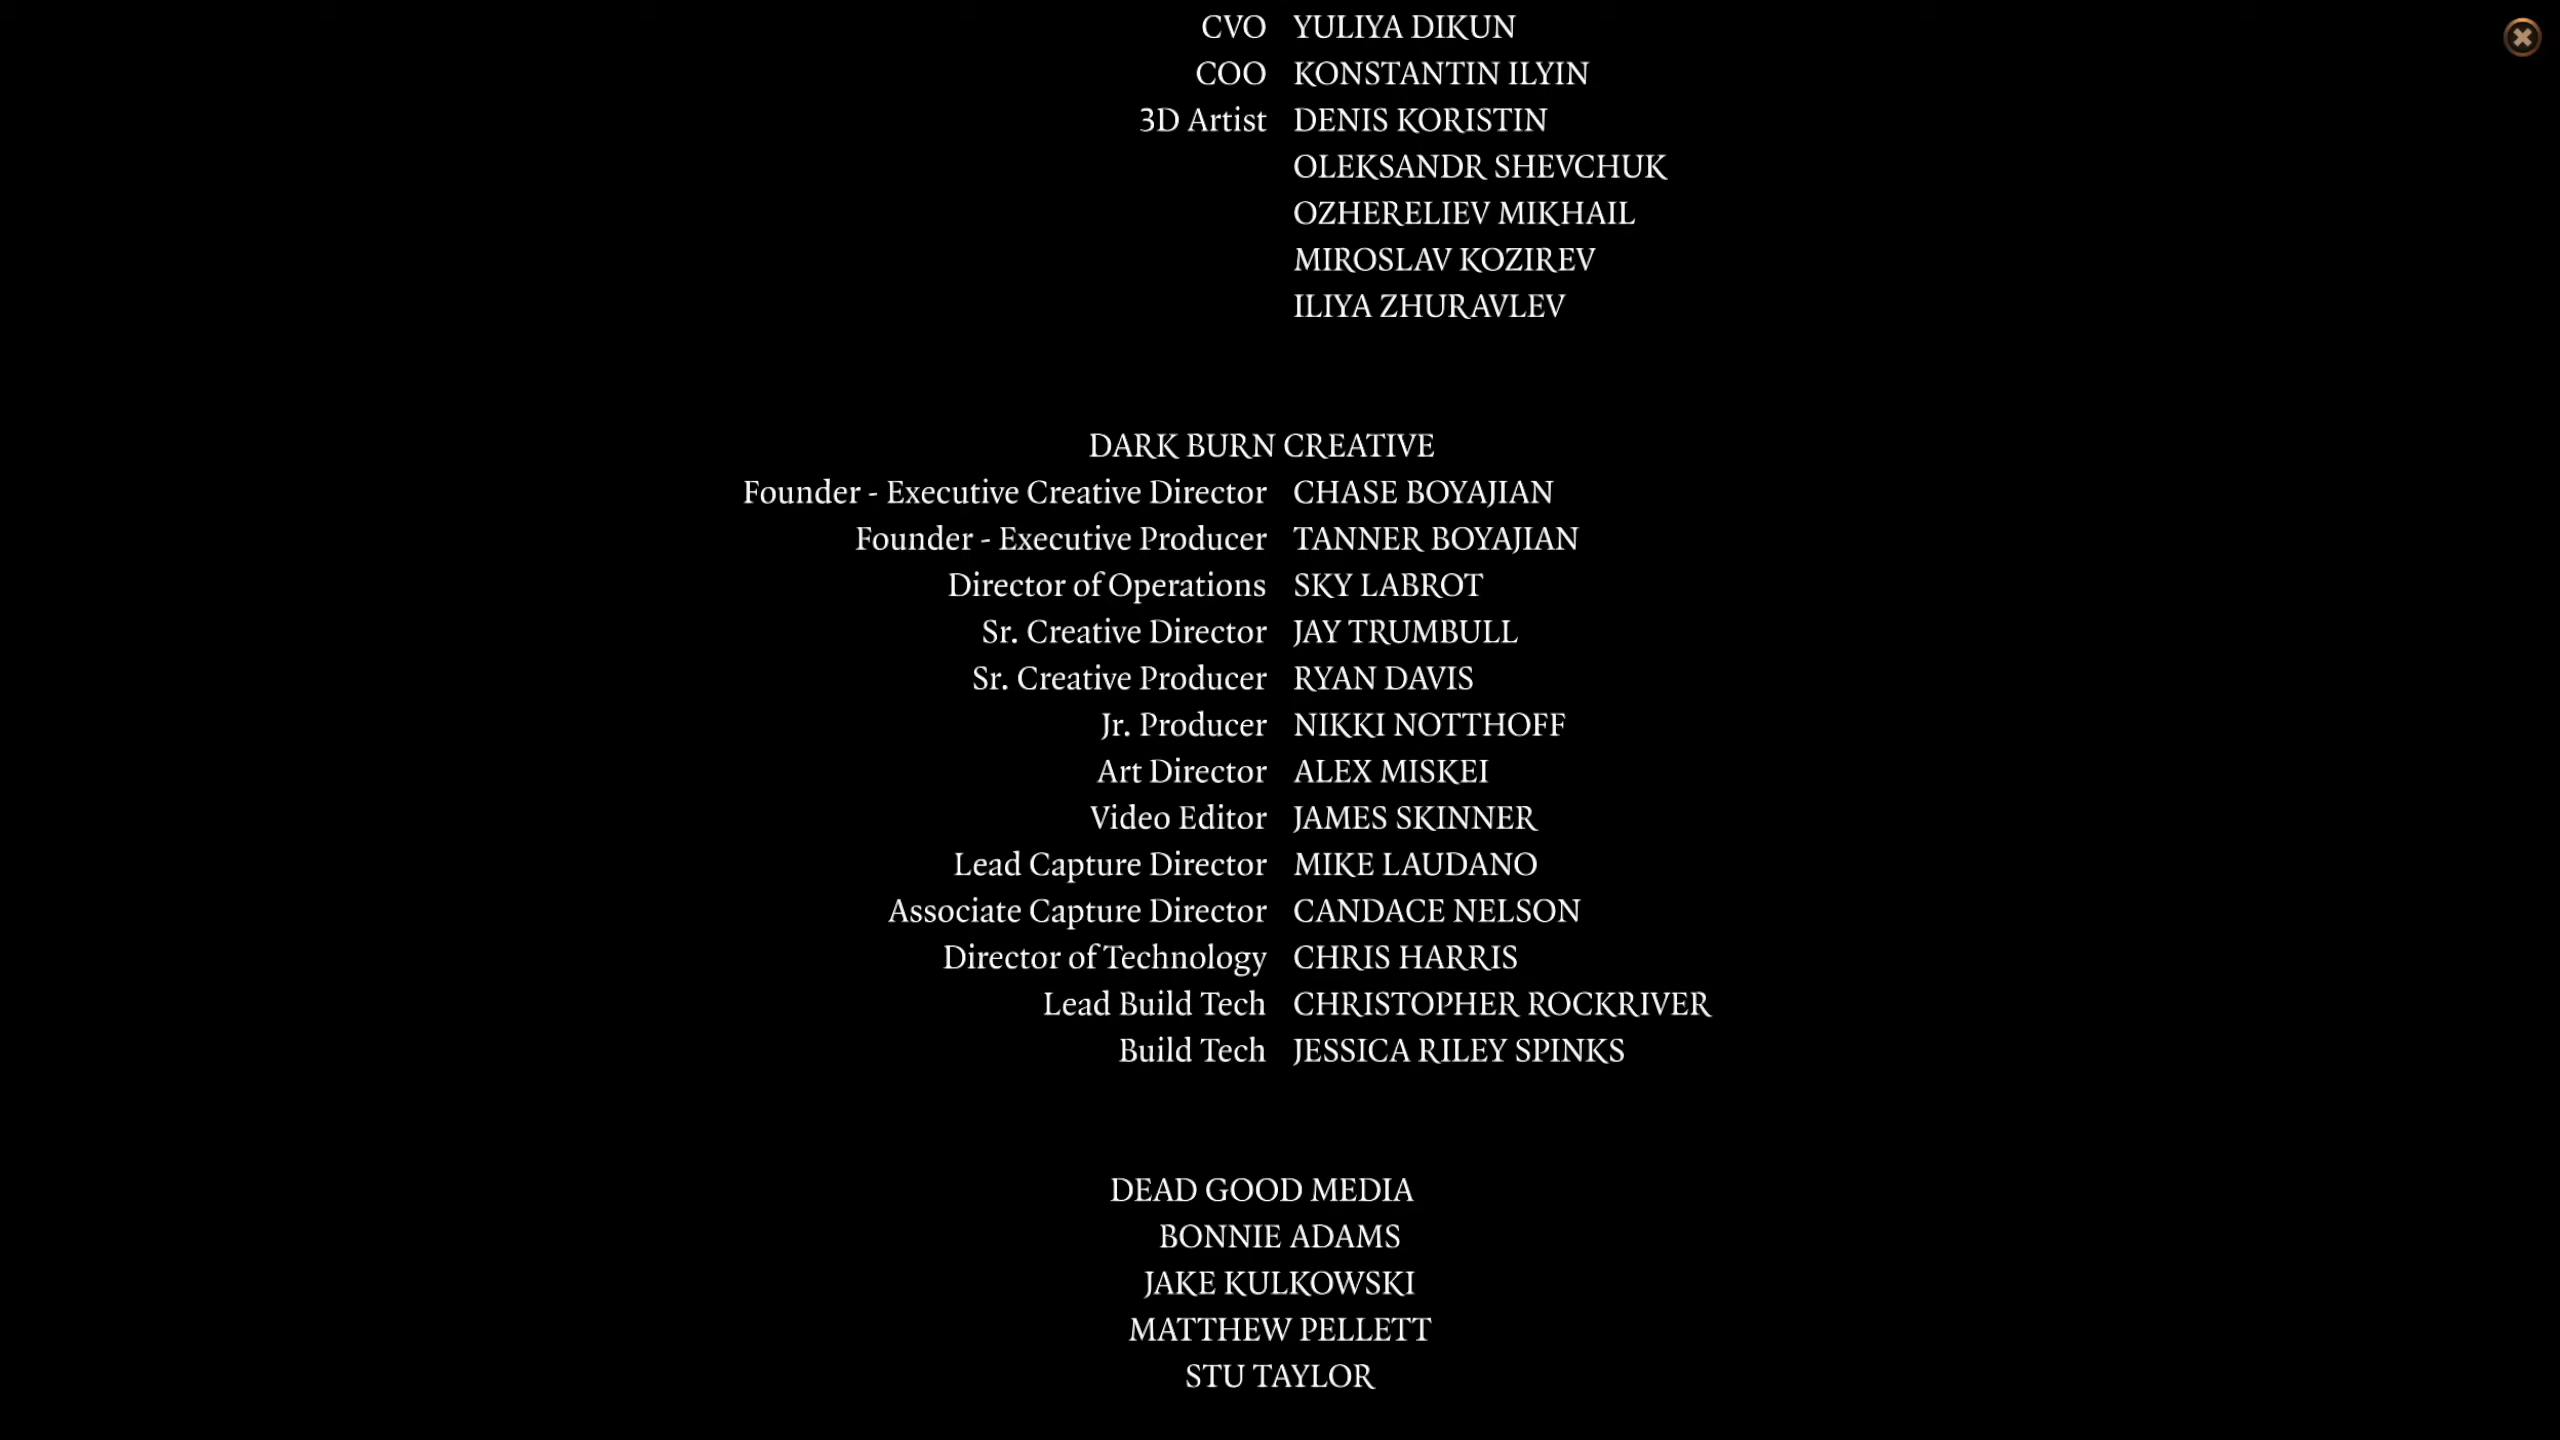 CVO YULIYA DIKUN
COO KONSTANTIN ILYIN
3D Artist DENIS KORISTIN
OLEKSANDR SHEVCHUK
OZHERELIEV MIKHAIL
MIROSLAV KOZIREV
ILIYA ZHURAVLEV
DARK BURN CREATIVE
Founder - Executive Creative Director CHASE BOYAJIAN
Founder - Executive Producer TANNER BOYAJIAN
Director of Operations SKY LABROT
Sr. Creative Director JAY TRUMBULL
Sr. Creative Producer RYAN DAVIS
Jr. Producer NIKKI NOTTHOFF
Art Director ALEX MISKEI
Video Editor JAMES SKINNER
Lead Capture Director MIKE LAUDANO
Associate Capture Director CANDACE NELSON
Director of Technology CHRIS HARRIS
Lead Build Tech CHRISTOPHER ROCKRIVER
Build Tech JESSICA RILEY SPINKS
DEAD GOOD MEDIA
BONNIE ADAMS
JAKE KULKOWSKI
MATTHEW PELLETT
STU TAYLOR